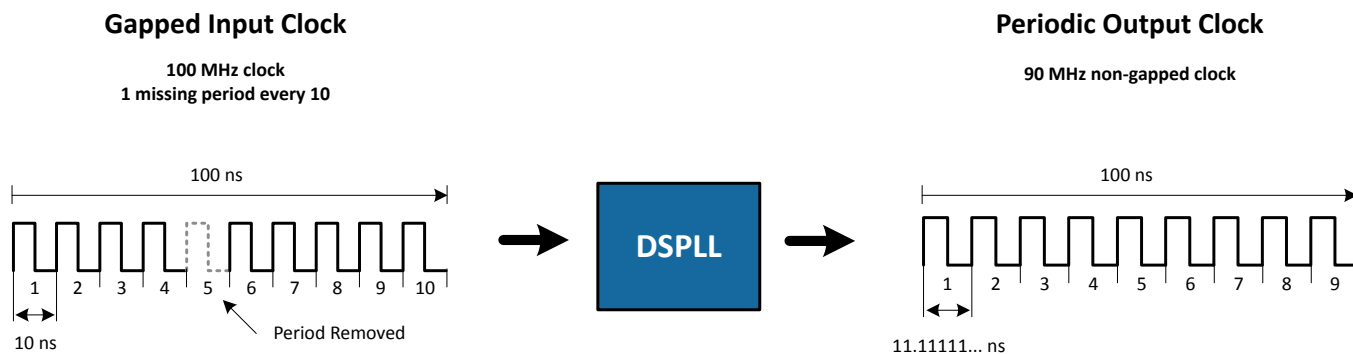 Gapped Input Clock
100 MHz clock
1 missing period every 10
100 ns
1 2 3 4 5 6 7 8 9 10
10 ns
Period Removed
DSPLL
Periodic Output Clock
90 MHz non-gapped clock
100 ns
1 2 3 4 5 6 7 8 9
11.11111... ns